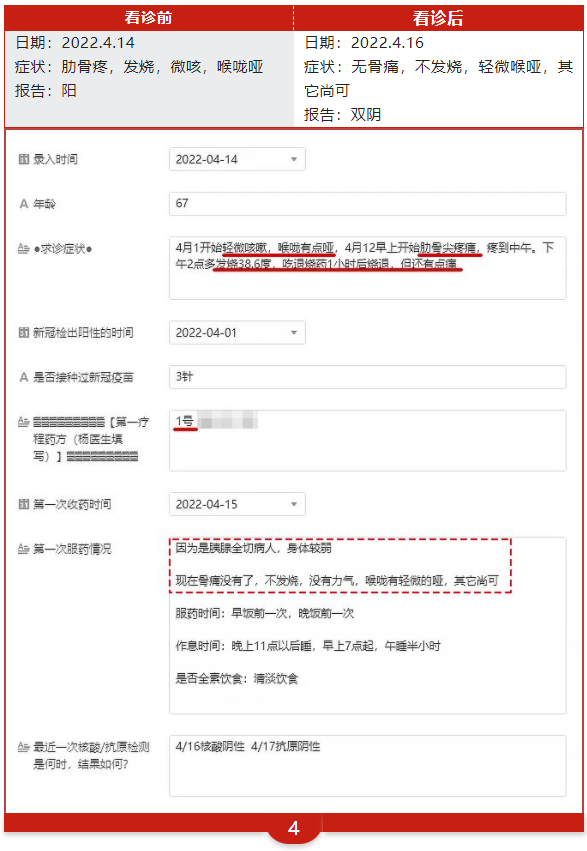 看诊前
看诊后
日期：2022.4.14
症状：肋骨疼，发烧，微咳，喉咙哑
报告：阳
日期：2022.4.16
症状：无骨痛，不发烧，轻微喉哑，其
它尚可
报告：双阴
录入时间
2022-04-14
A 年龄
67
●求诊症状●
4月1开始轻微咳嗽，喉咙有点哑，4月12早上开始肋骨尖疼痛，疼到中午。下
午2点多发烧38.6度，吃退烧药1小时后烧退，但还有点痛
新冠检出阳性的时间
2022-04-01
A 是否接种过新冠疫苗
3针
【第一疗
程药方（杨医生填
写）】
1号
第一次收药时间
2022-04-15
第一次服药情况
因为是胰腺全切病人，身体较弱
现在骨痛没有了，不发烧，没有力气，喉咙有轻微的哑，其它尚可
服药时间：早饭前一次，晚饭前一次
作息时间：晚上11点以后睡，早上7点起，午睡半小时
是否全素饮食：清淡饮食
最近一次核酸/抗原检测
是何时，结果如何？
4/16核酸阴性 4/17抗原阴性
4